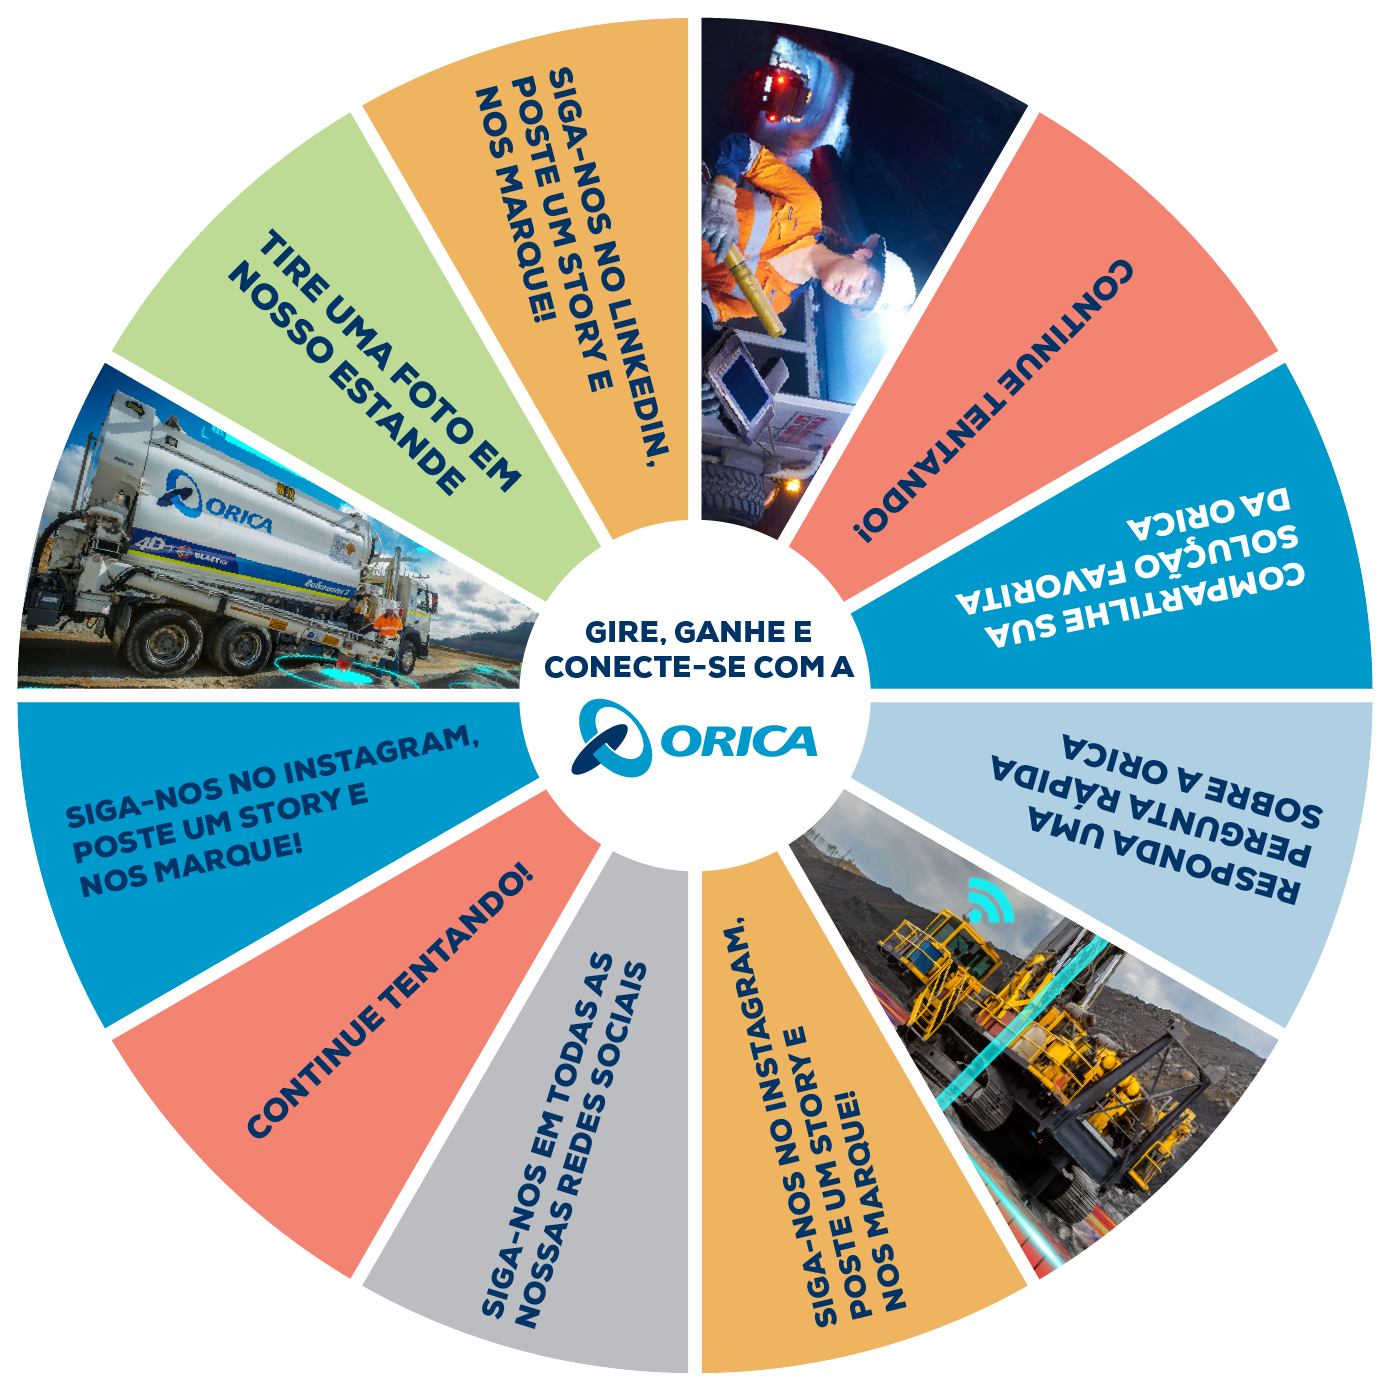 GIRE, GANHE E
CONECTE-SE COM A
ORICA
CONTINUE TENTANDO!
COMPARTILHE SUA
SOLUÇÃO FAVORITA
DA ORICA
RESPONDA UMA
PERGUNTA RÁPIDA
SOBRE A ORICA
SIGA-NOS NO INSTAGRAM,
POSTE UM STORY E
NOS MARQUE!
SIGA-NOS EM TODAS AS
NOSSAS REDES SOCIAIS
CONTINUE TENTANDO!
SIGA-NOS NO INSTAGRAM,
POSTE UM STORY E
NOS MARQUE!
ORICA
4D
Bulkmaster 7
TIRE UMA FOTO EM
NOSSO ESTANDE
SIGA-NOS NO LINKEDIN,
POSTE UM STORY E
NOS MARQUE!